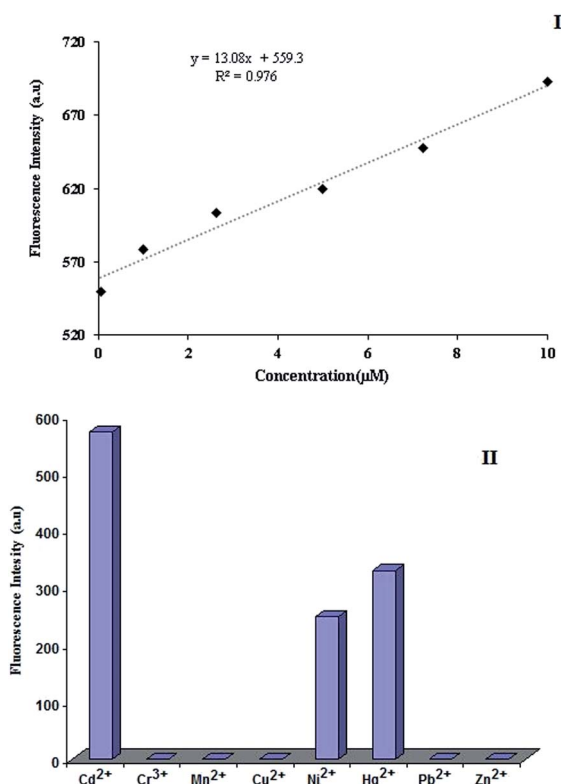 I
720
y = 13.08x + 559.3
R² = 0.976
670
Fluorescence Intensity (a.u)
620
570
520
0 2 4 6 8 10
Concentration(µM)
600
II
500
400
Fluorescence Intesity (a.u)
300
200
100
0
Cd2+ Cr3+ Mn2+ Cu2+ Ni2+ Hg2+ Pb2+ Zn2+